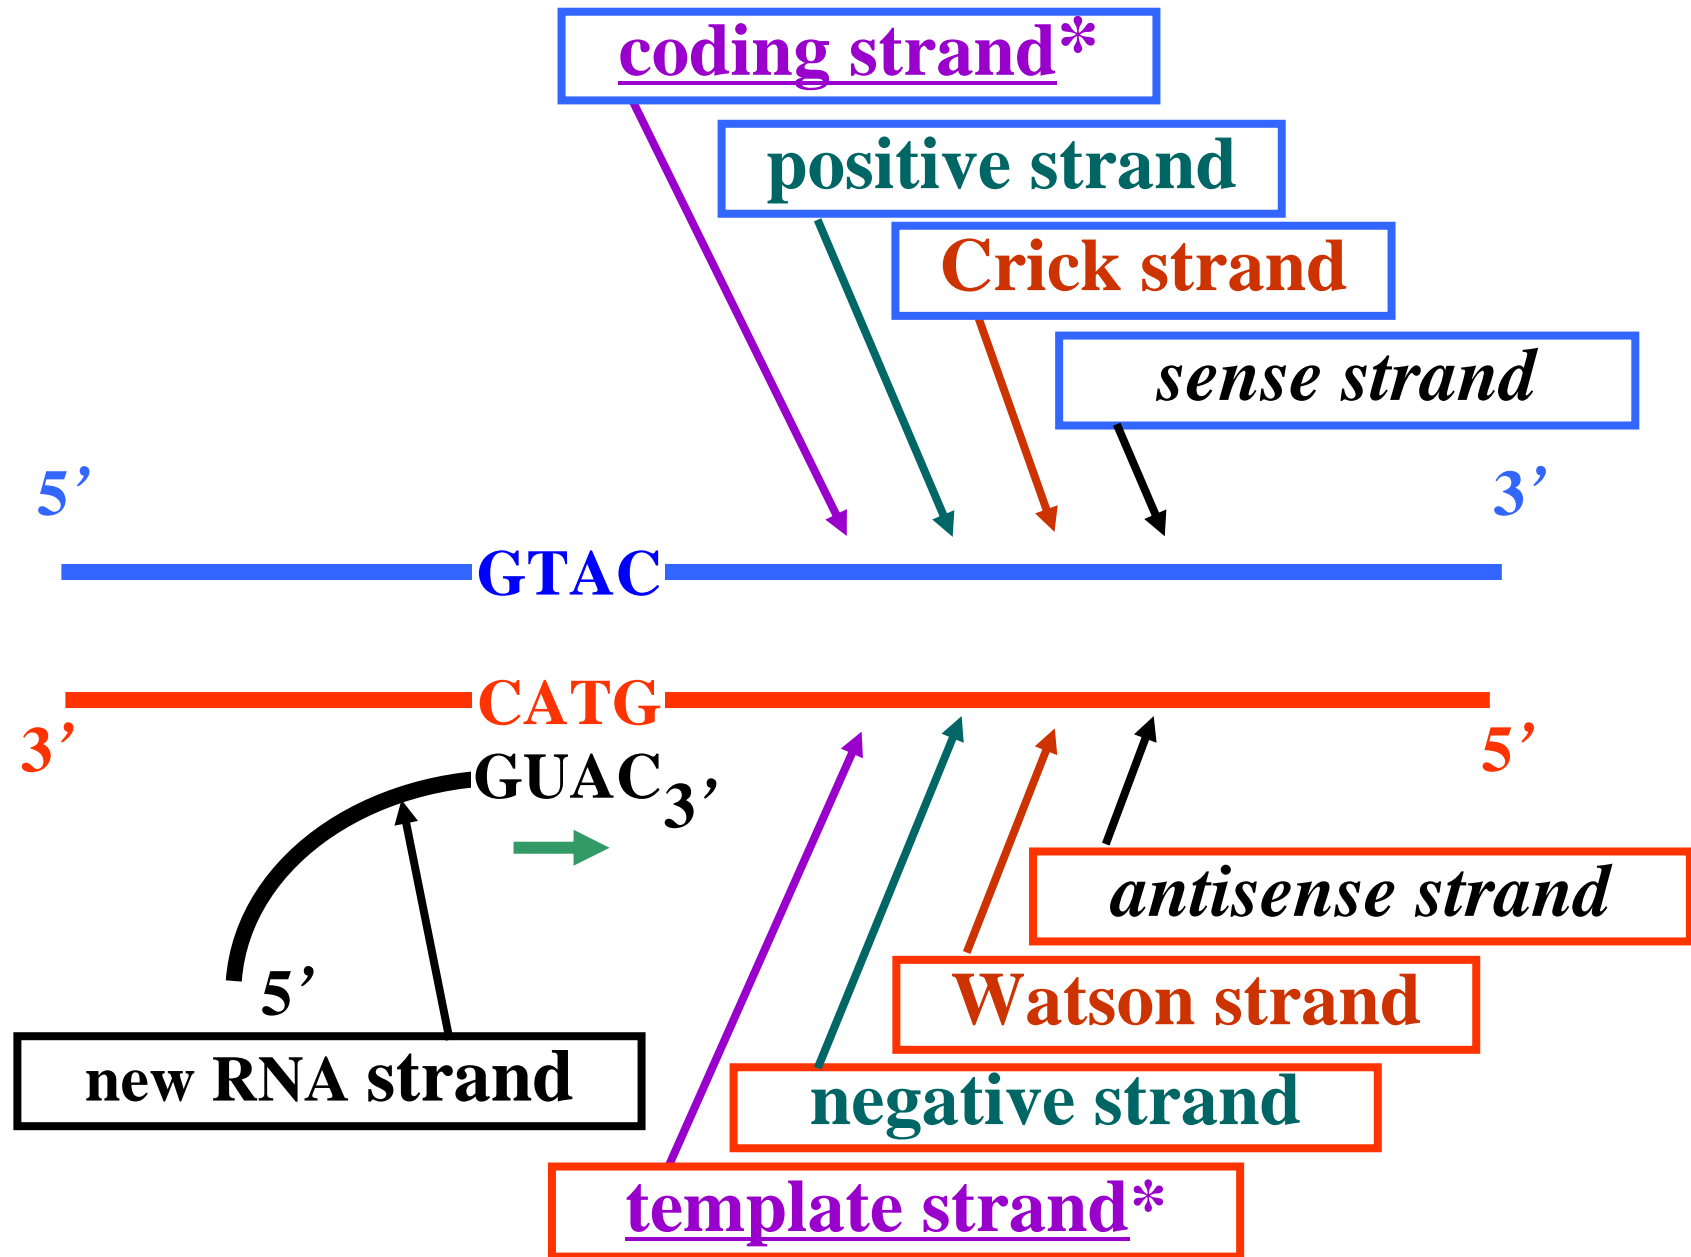 coding strand*
positive strand
Crick strand
sense strand
5’
3’
GTAC
CATG
3’
5’
GUAC3’
antisense strand
5’
Watson strand
new RNA strand
negative strand
template strand*